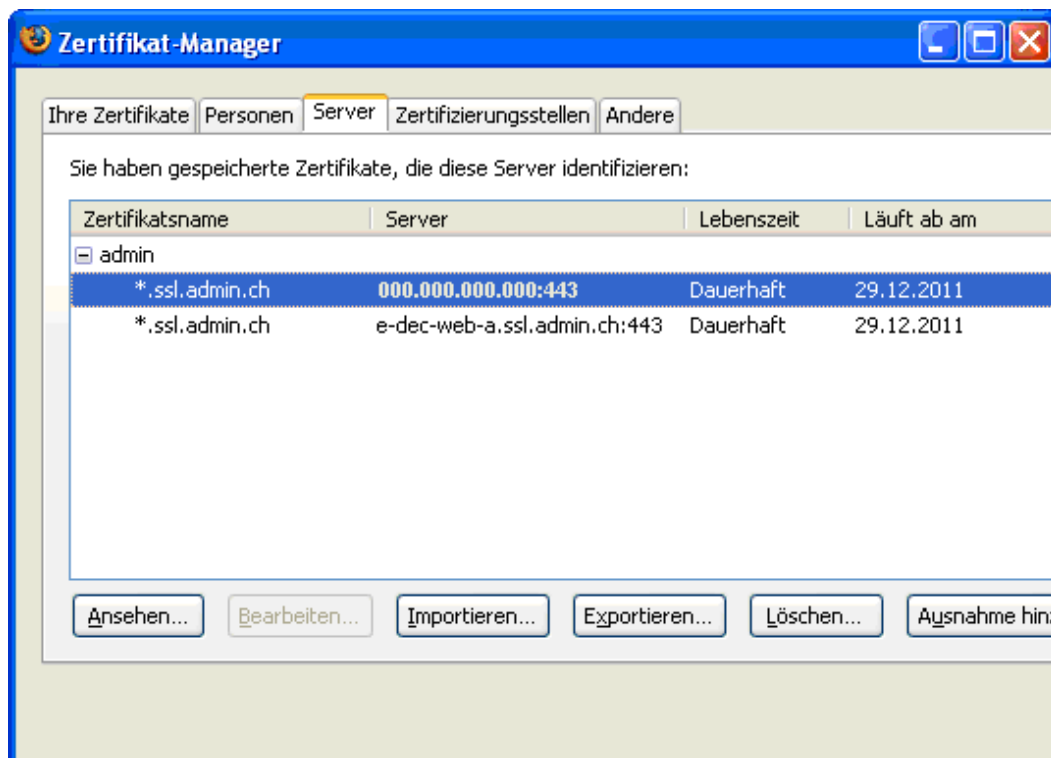 Zertifikat-Manager
Ihre Zertifikate Personen Server Zertifizierungsstellen Andere
Sie haben gespeicherte Zertifikate, die diese Server identifizieren:
Zertifikatsname Server Lebenszeit Läuft ab am
admin
*.ssl.admin.ch 000.000.000.000:443 Dauerhaft 29.12.2011
*.ssl.admin.ch e-dec-web-a.ssl.admin.ch:443 Dauerhaft 29.12.2011
Ansehen... Bearbeiten... Importieren... Exportieren... Löschen... Ausnahme hin